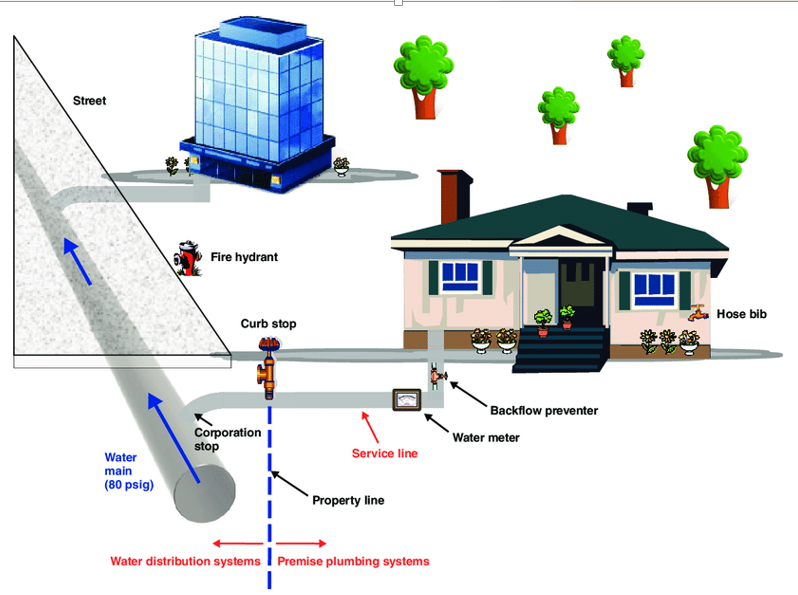 Street
Fire hydrant
Curb stop
Hose bib
Backflow preventer
Corporation
stop
Water meter
Service line
Water
main
(80 psig)
Property line
Water distribution systems
Premise plumbing systems